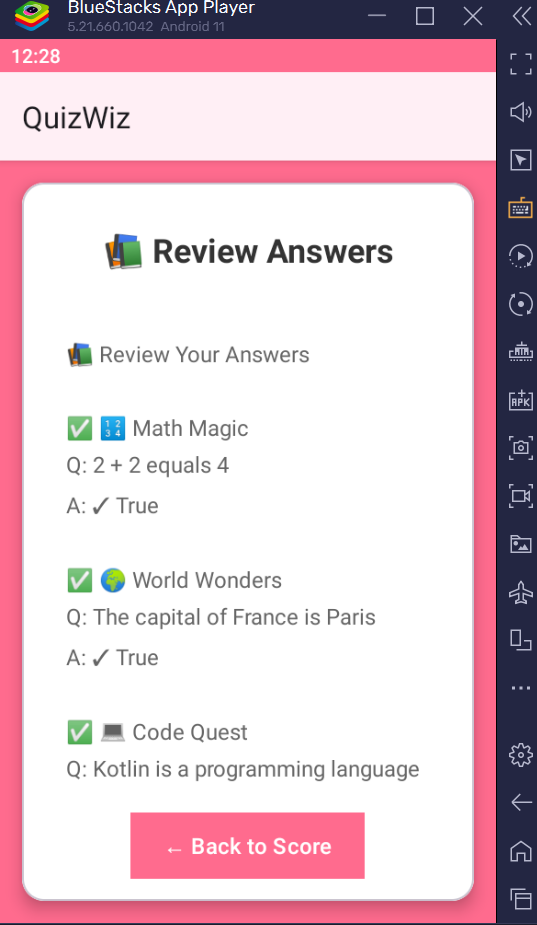 BlueStacks App Player
5.21.660.1042 Android 11
12:28
QuizWiz
📚 Review Answers
📚 Review Your Answers
✅ 🔢 Math Magic
Q: 2 + 2 equals 4
A: ✓ True
✅ 🌍 World Wonders
Q: The capital of France is Paris
A: ✓ True
✅ 💻 Code Quest
Q: Kotlin is a programming language
← Back to Score
APK